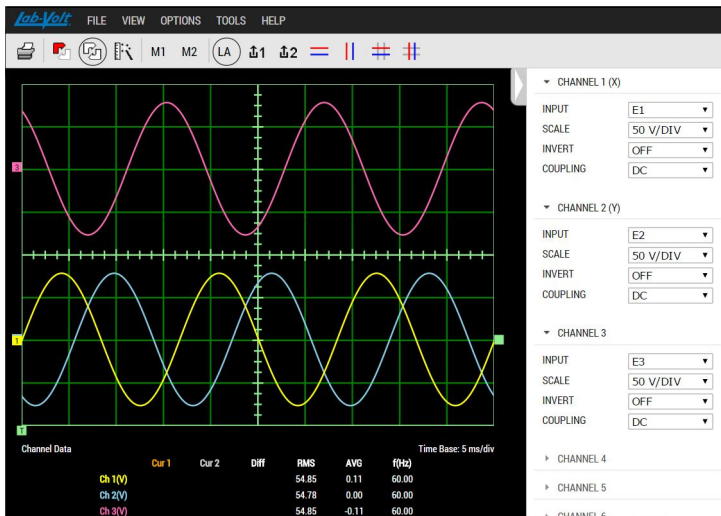 Lab-Volt FILE VIEW OPTIONS TOOLS HELP
M1 M2 LA 1 2
CHANNEL 1 (X)
INPUT E1
SCALE 50 V/DIV
INVERT OFF
COUPLING DC
CHANNEL 2 (Y)
INPUT E2
SCALE 50 V/DIV
INVERT OFF
COUPLING DC
CHANNEL 3
INPUT E3
SCALE 50 V/DIV
INVERT OFF
COUPLING DC
CHANNEL 4
CHANNEL 5
CHANNEL 6
3
1
T
Channel Data Time Base: 5 ms/div
Cur 1 Cur 2 Diff RMS AVG f(Hz)
Ch 1(V) 54.85 0.11 60.00
Ch 2(V) 54.78 0.00 60.00
Ch 3(V) 54.85 -0.11 60.00